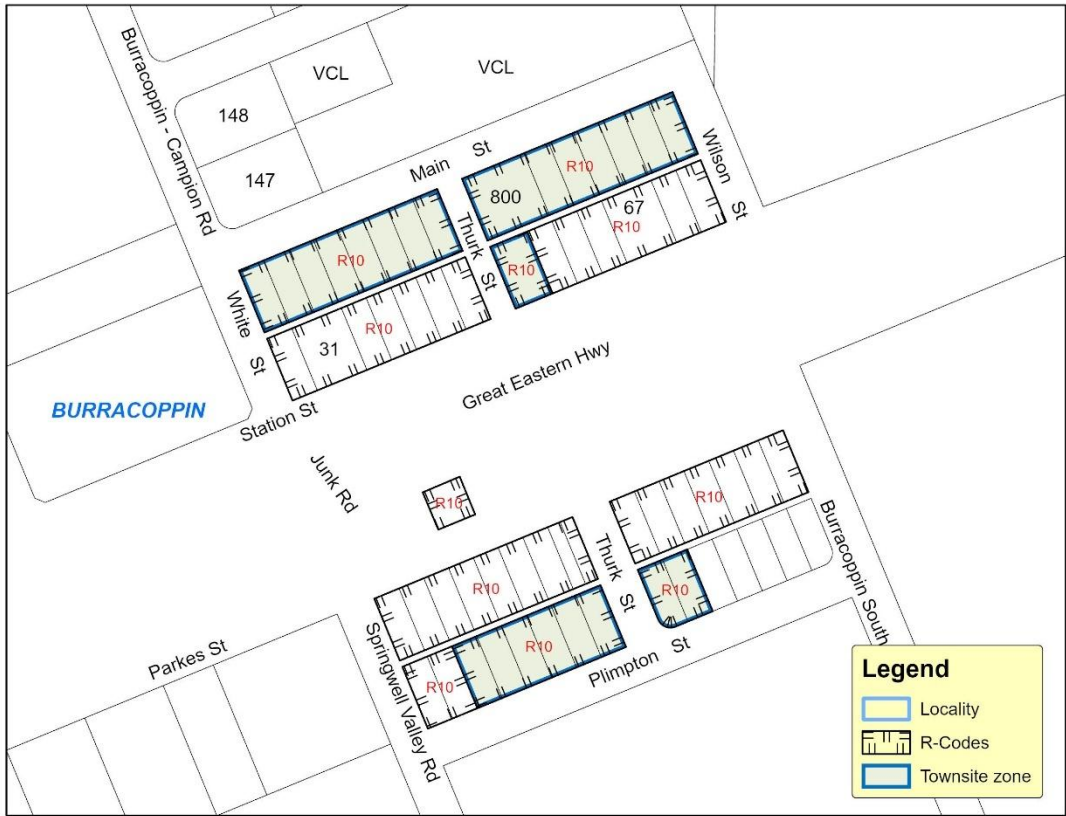 Burracoppin - Campion Rd
VCL
VCL
148
147
Main St
Wilson St
R10
800
67
R10
Thurk St
R10
R10
White St
R10
31
Great Eastern Hwy
BURRACOPPIN
Station St
Junk Rd
R10
R10
Thurk St
R10
Burracoppin South
R10
R10
Plimpton St
R10
Springwell Valley Rd
Parkes St
Legend
Locality
R-Codes
Townsite zone